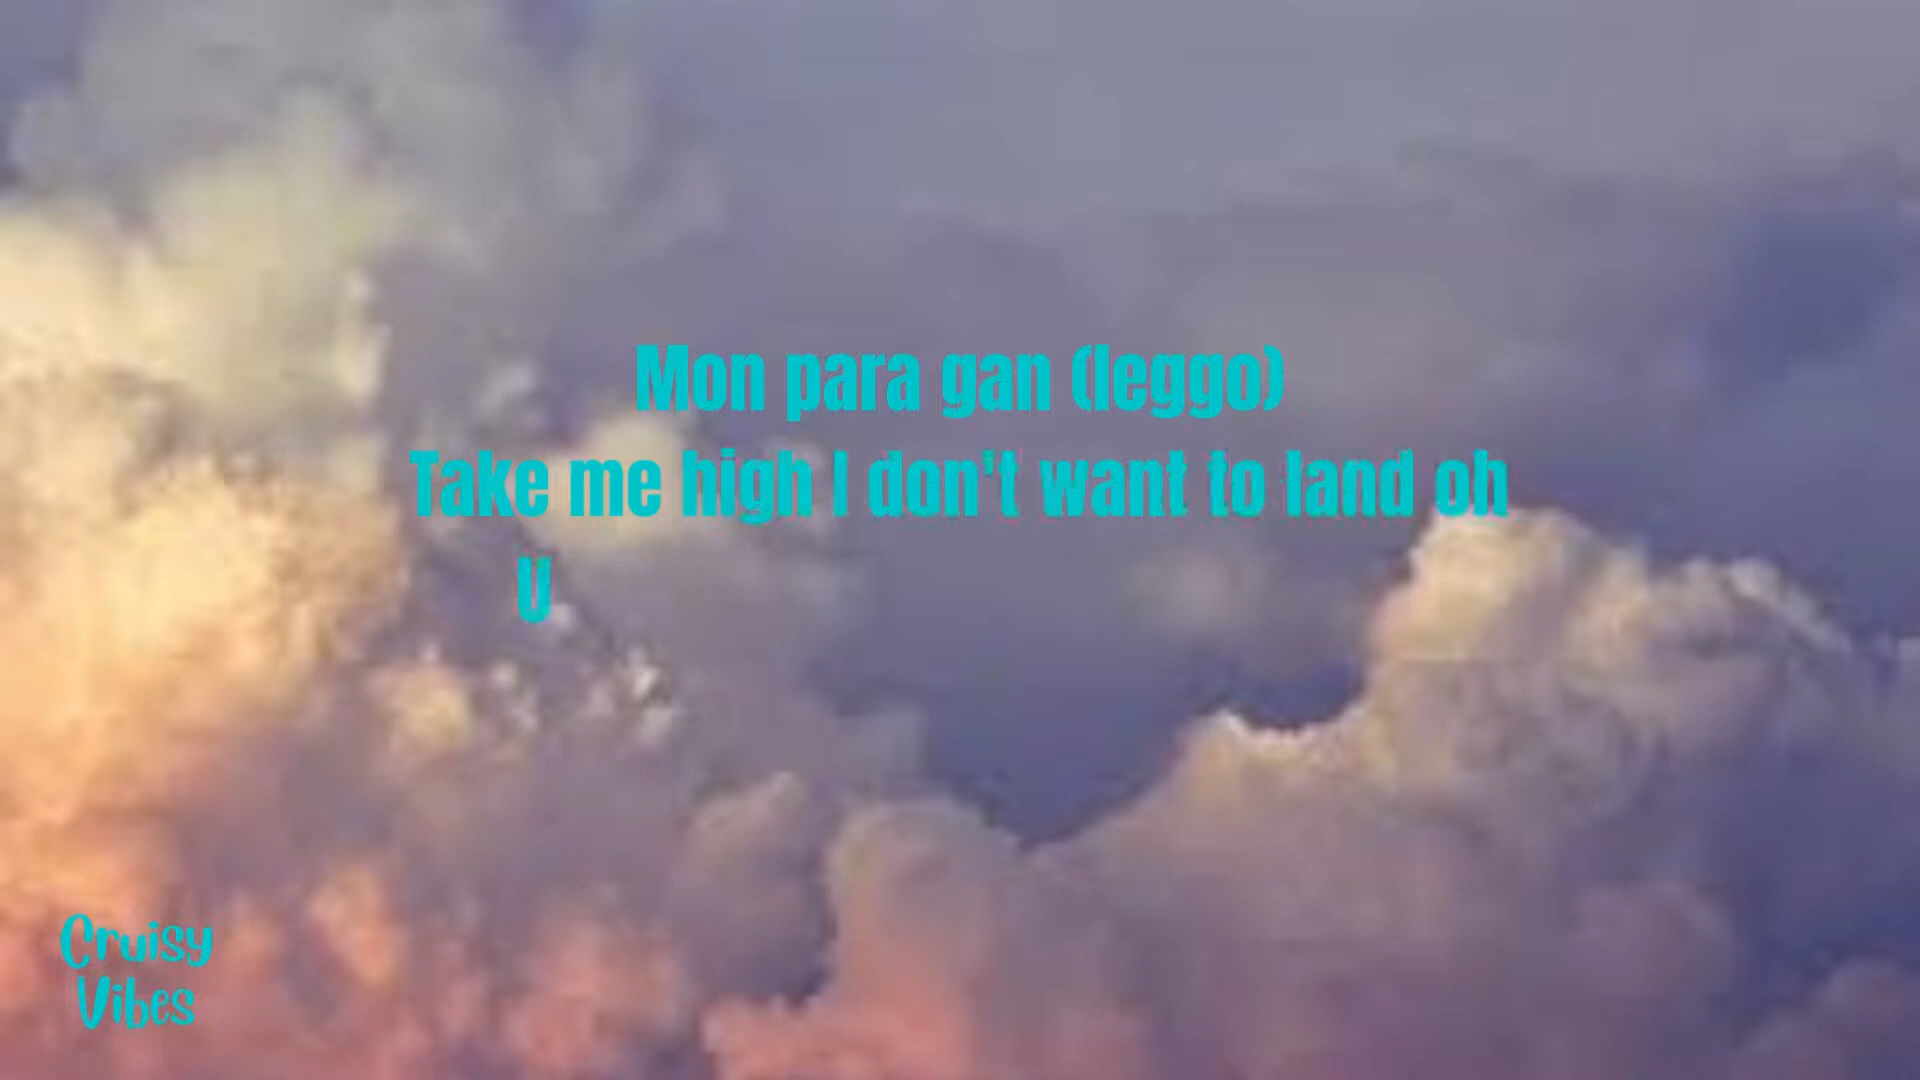 Mon para gan (leggo)
Take me high I don't want to land oh
U
Cruisy
Vibes